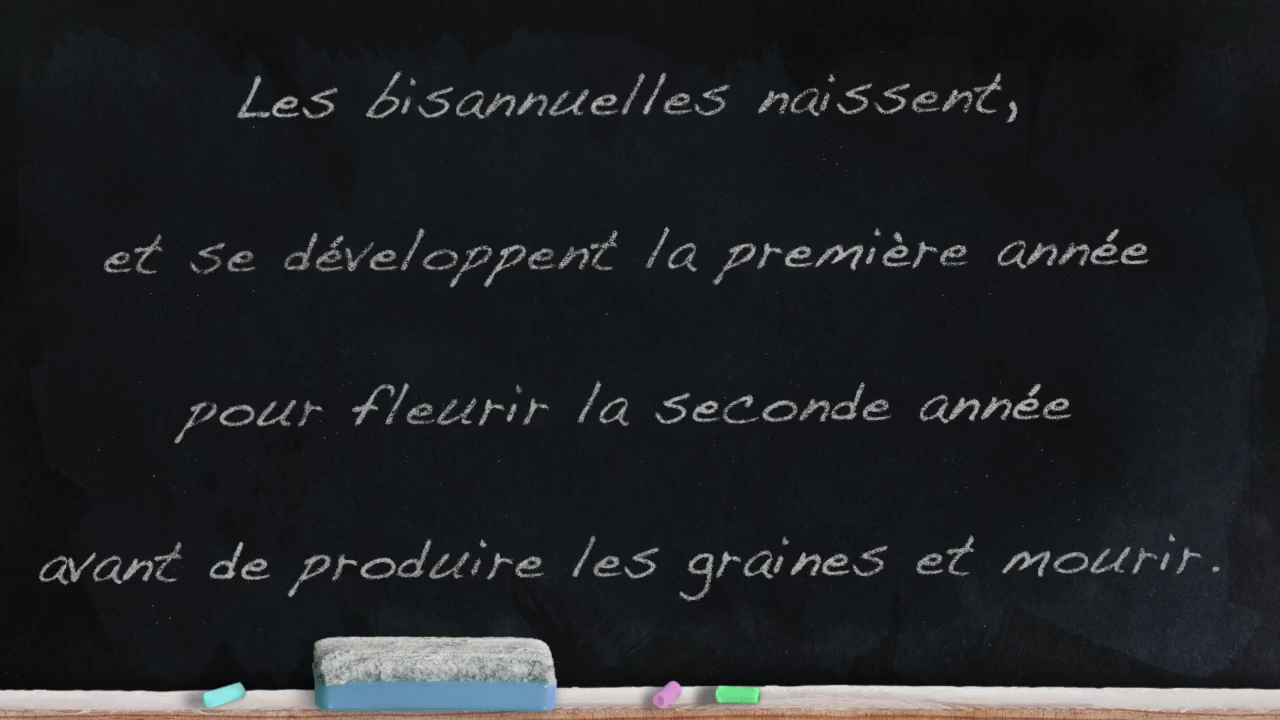 Les bisannuelles naissent,
et se développent la première année
pour fleurir la seconde année
avant de produire les graines et mourir.